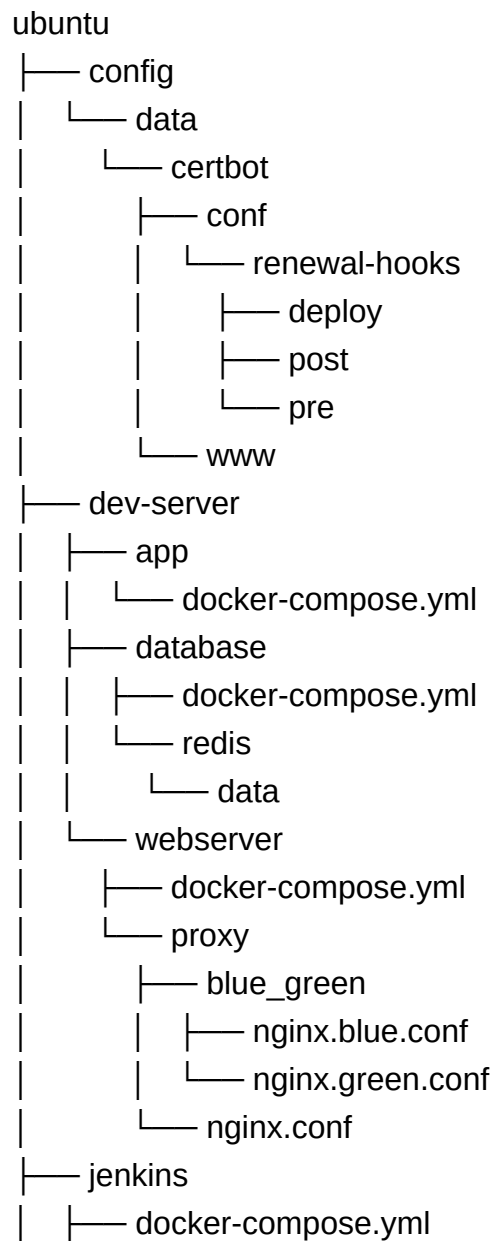 ubuntu
├── config
│   └── data
│       └── certbot
│           ├── conf
│           │   └── renewal-hooks
│           │       ├── deploy
│           │       ├── post
│           │       └── pre
│           └── www
├── dev-server
│   ├── app
│   │   └── docker-compose.yml
│   ├── database
│   │   ├── docker-compose.yml
│   │   └── redis
│   │       └── data
│   └── webserver
│       ├── docker-compose.yml
│       └── proxy
│           ├── blue_green
│           │   ├── nginx.blue.conf
│           │   └── nginx.green.conf
│           └── nginx.conf
├── jenkins
│   ├── docker-compose.yml